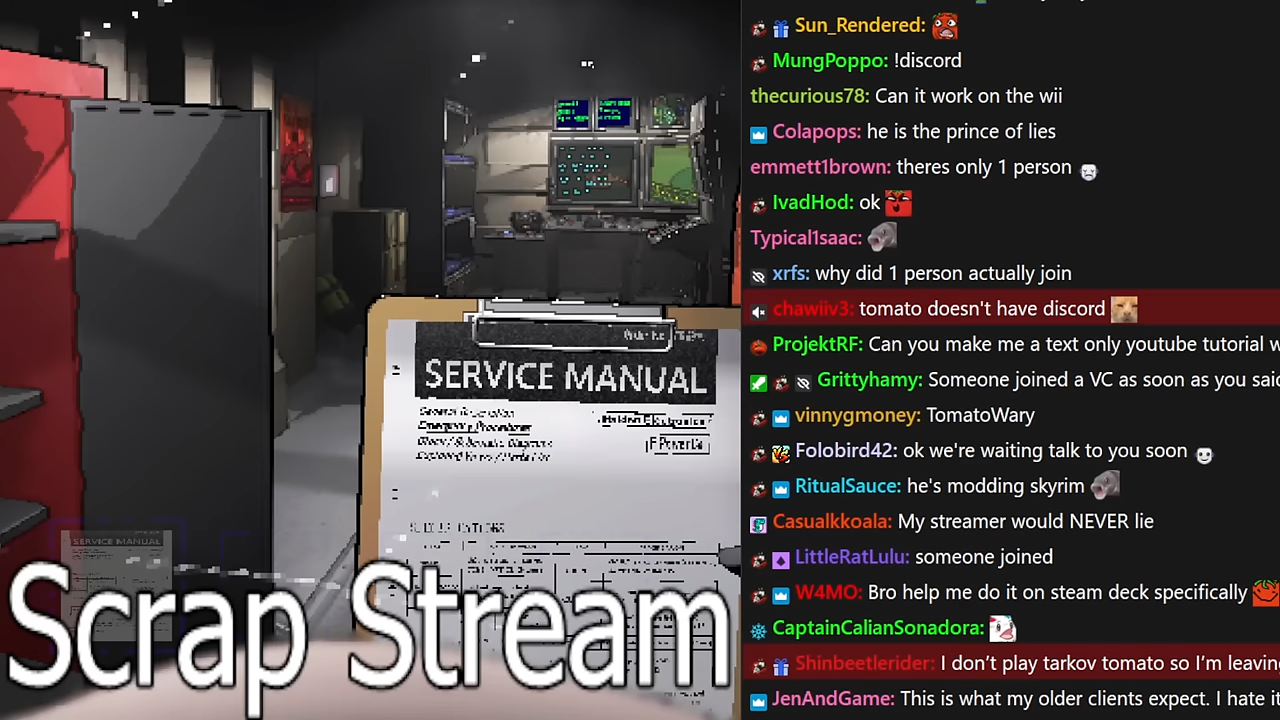 SERVICE MANUAL
SERVICE MANUAL
Scrap Stream
Sun_Rendered:
MungPoppo: !discord
thecurious78: Can it work on the wii
Colapops: he is the prince of lies
emmett1brown: theres only 1 person
IvadHod: ok
Typical1saac:
xrfs: why did 1 person actually join
chawiiv3: tomato doesn't have discord
ProjektRF: Can you make me a text only youtube tutorial w
Grittyhamy: Someone joined a VC as soon as you said
vinnygmoney: TomatoWary
Folobird42: ok we're waiting talk to you soon
RitualSauce: he's modding skyrim
Casualkkoala: My streamer would NEVER lie
LittleRatLulu: someone joined
W4MO: Bro help me do it on steam deck specifically
CaptainCalianSonadora:
Shinbeetlerider: I don't play tarkov tomato so I'm leavin
JenAndGame: This is what my older clients expect. I hate it